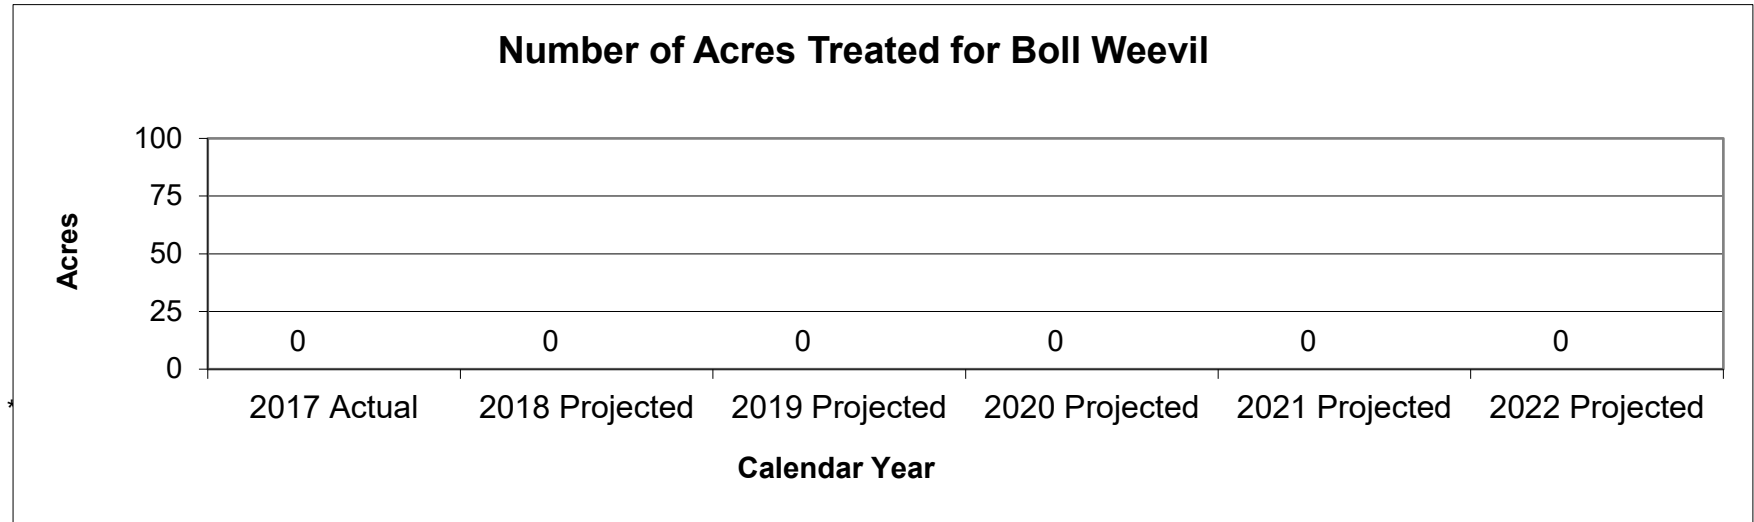 Number of Acres Treated for Boll Weevil
100
75
50
25
0
Acres
0 0 0 0 0 0
2017 Actual 2018 Projected 2019 Projected 2020 Projected 2021 Projected 2022 Projected
*
Calendar Year